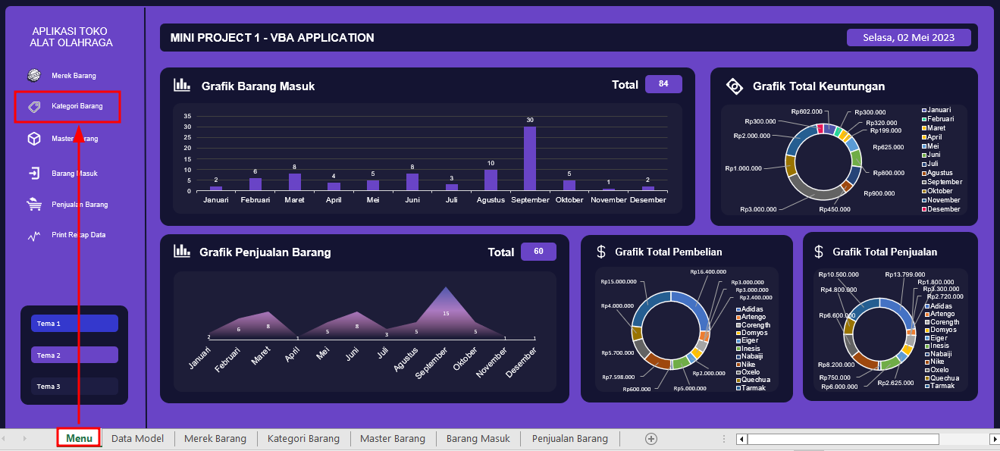 APLIKASI TOKO
ALAT OLAHRAGA
Merek Barang
Kategori Barang
Master Barang
Barang Masuk
Penjualan Barang
Print Rekap Data
Tema 1
Tema 2
Tema 3
MINI PROJECT 1 - VBA APPLICATION
Selasa, 02 Mei 2023
Grafik Barang Masuk
Total 84
35
30
25
20
15
10
5
0
2 6 8 4 5 8 3 10 30 5 1 2
Januari Februari Maret April Mei Juni Juli Agustus September Oktober November Desember
Grafik Total Keuntungan
Rp602.000
Rp300.000
Rp320.000
Rp199.000
Rp625.000
Rp800.000
Rp900.000
Rp450.000
Rp3.000.000
Rp1.000.000
Rp2.000.000
Rp300.000
Januari
Februari
Maret
April
Mei
Juni
Juli
Agustus
September
Oktober
November
Desember
Grafik Penjualan Barang
Total 60
2 6 8 1 5 8 3 5 15 5 1 1
Januari Februari Maret April Mei Juni Juli Agustus September Oktober November Desember
$ Grafik Total Pembelian
Rp16.400.000
Rp3.000.000
Rp3.000.000
Rp2.400.000
Rp2.000.000
Rp5.000.000
Rp600.000
Rp7.598.000
Rp5.700.000
Rp4.000.000
Rp15.000.000
Adidas
Artengo
Corength
Domyos
Eiger
Inesis
Nabaiji
Nike
Oxelo
Quechua
Tarmak
$ Grafik Total Penjualan
Rp13.799.000
Rp1.800.000
Rp3.300.000
Rp2.720.000
Rp2.625.000
Rp6.000.000
Rp750.000
Rp8.200.000
Rp6.600.000
Rp4.800.000
Rp10.500.000
Adidas
Artengo
Corength
Domyos
Eiger
Inesis
Nabaiji
Nike
Oxelo
Quechua
Tarmak
Menu Data Model Merek Barang Kategori Barang Master Barang Barang Masuk Penjualan Barang